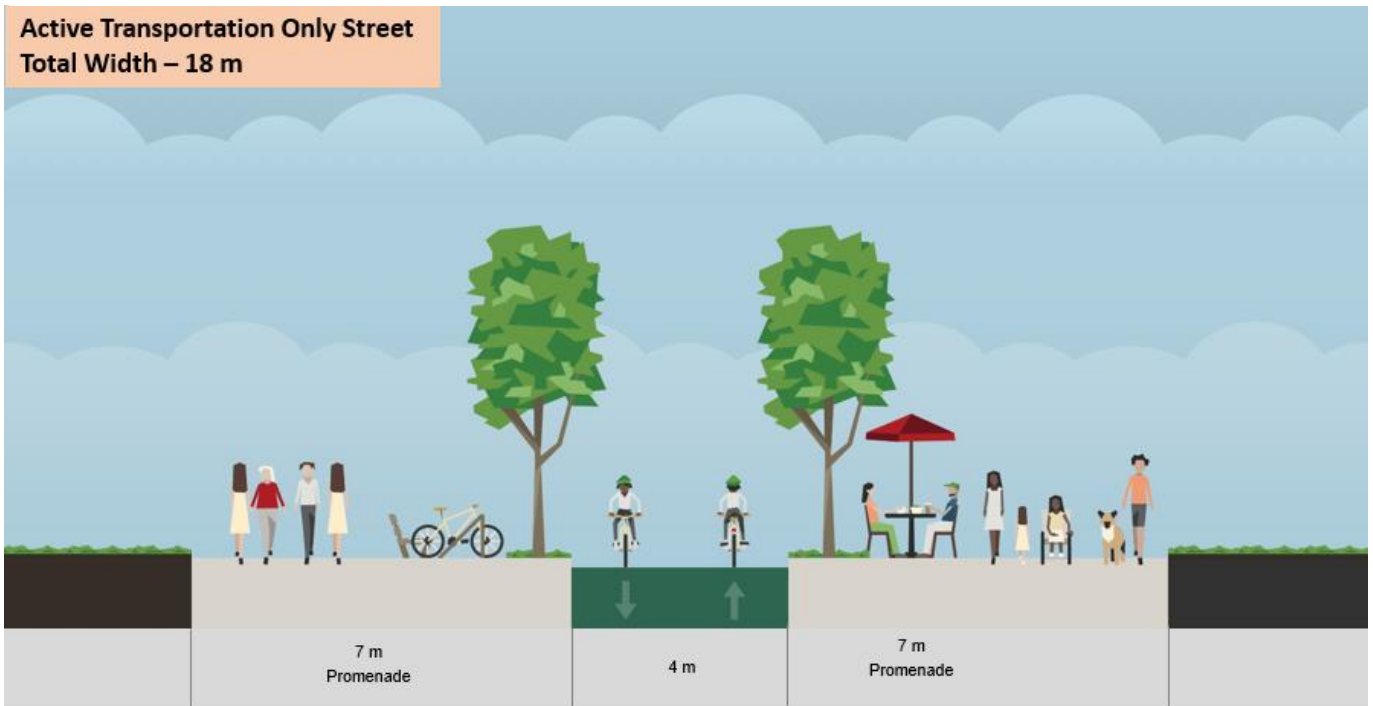 Active Transportation Only Street
Total Width – 18 m
7 m
Promenade
4 m
7 m
Promenade